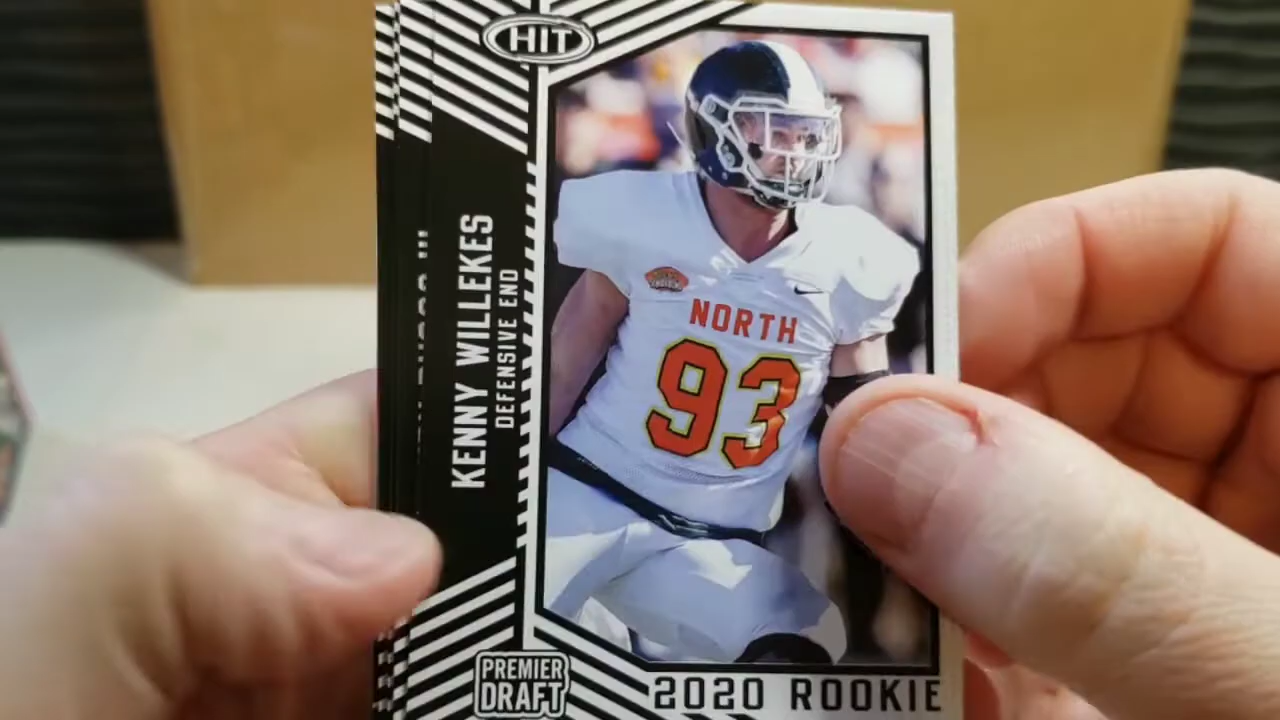 HIT
KENNY WILLEKES
DEFENSIVE END
NORTH
93
PREMIER
DRAFT
2020 ROOKIE